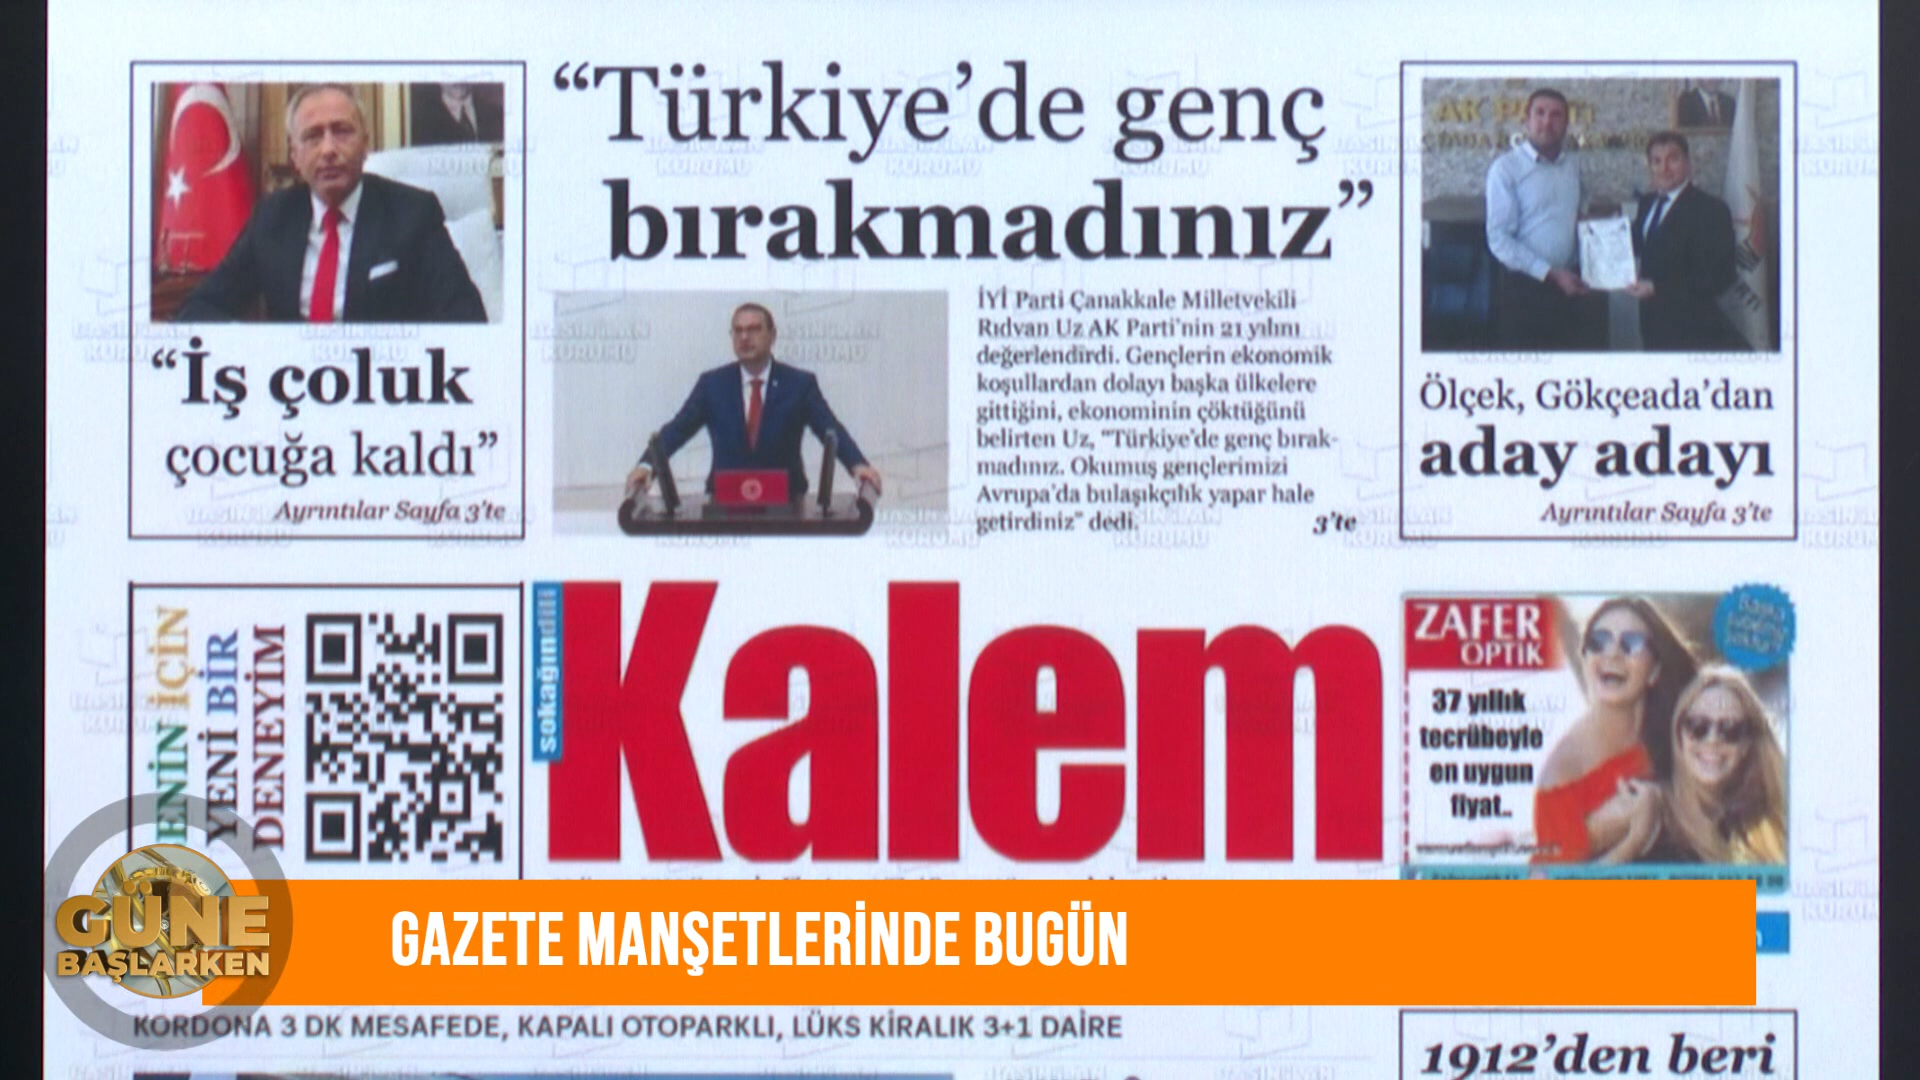 “İş çoluk
çocuğa kaldı”
Ayrıntılar Sayfa 3’te
“Türkiye’de genç
bırakmadınız”
İYİ Parti Çanakkale Milletvekili
Rıdvan Uz AK Parti’nin 21 yılını
değerlendirdi. Gençlerin ekonomik
koşullardan dolayı başka ülkelere
gittiğini, ekonominin çöktüğünü
belirten Uz, “Türkiye’de genç bırak-
madınız. Okumuş gençlerimizi
Avrupa’da bulaşıkçılık yapar hale
getirdiniz” dedi.
3’te
AK PARTİ
Ölçek, Gökçeada’dan
aday adayı
Ayrıntılar Sayfa 3’te
İÇİN
YENİ BİR
DENEYİM
sokağındili
Kalem
ZAFER
OPTİK
37 yıllık
tecrübeyle
en uygun
fiyat..
GÜNE
BAŞLARKEN
GAZETE MANŞETLERİNDE BUGÜN
KORDONA 3 DK MESAFEDE, KAPALI OTOPARKLI, LÜKS KİRALIK 3+1 DAİRE
1912’den beri
BASIN İLAN
KURUMU